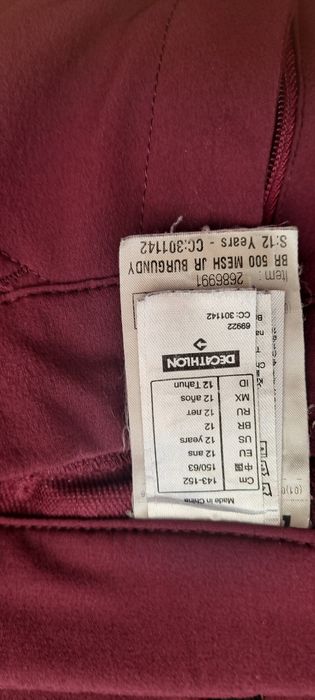 Made in China
Cm 143-152
中国 150/63
EU 12 ans
US 12 years
BR 12
RU 12 лет
MX 12 años
ID 12 Tahun
DECATHLON
69922
CC: 301142
item: 2686991
BR 500 MESH JR BURGUNDY
S:12 Years - CC:301142